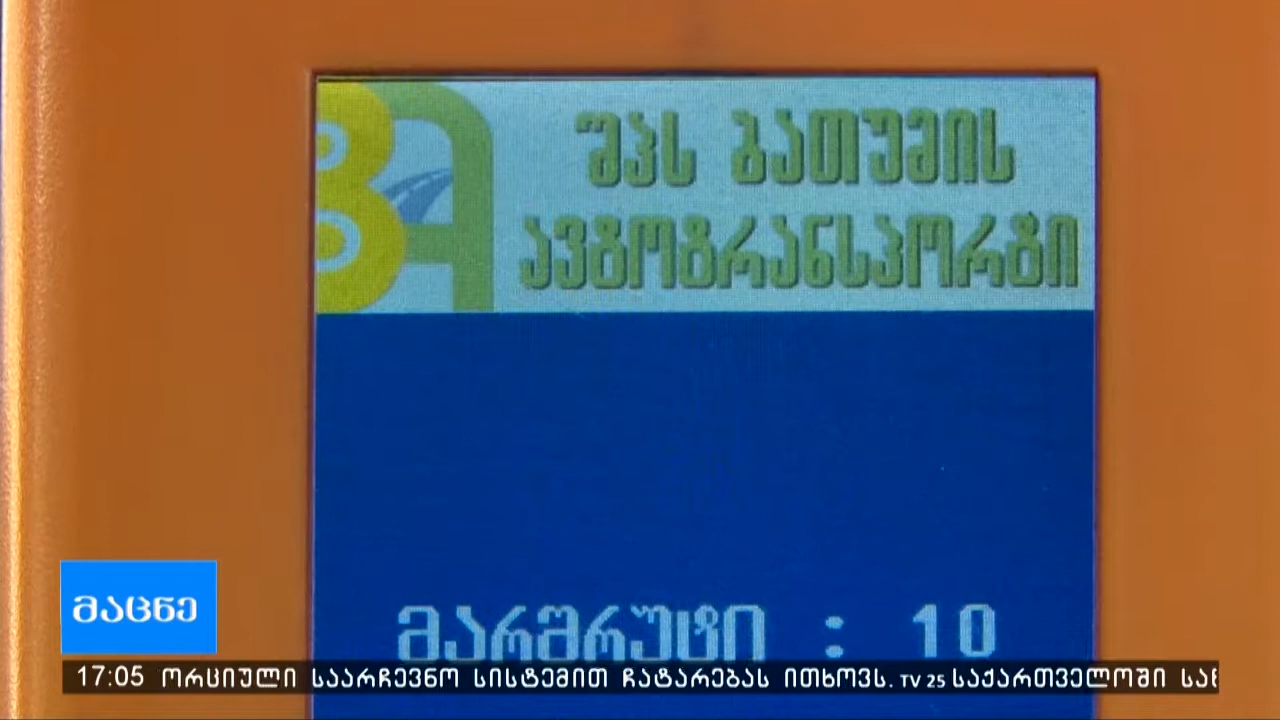 შპს ბათუმის
ავტოტრანსპორტი
მარშრუტი : 10
მაცნე
17:05 ორციული საარჩევნო სისტემით ჩატარებას ითხოვს. TV 25 საქართველოში